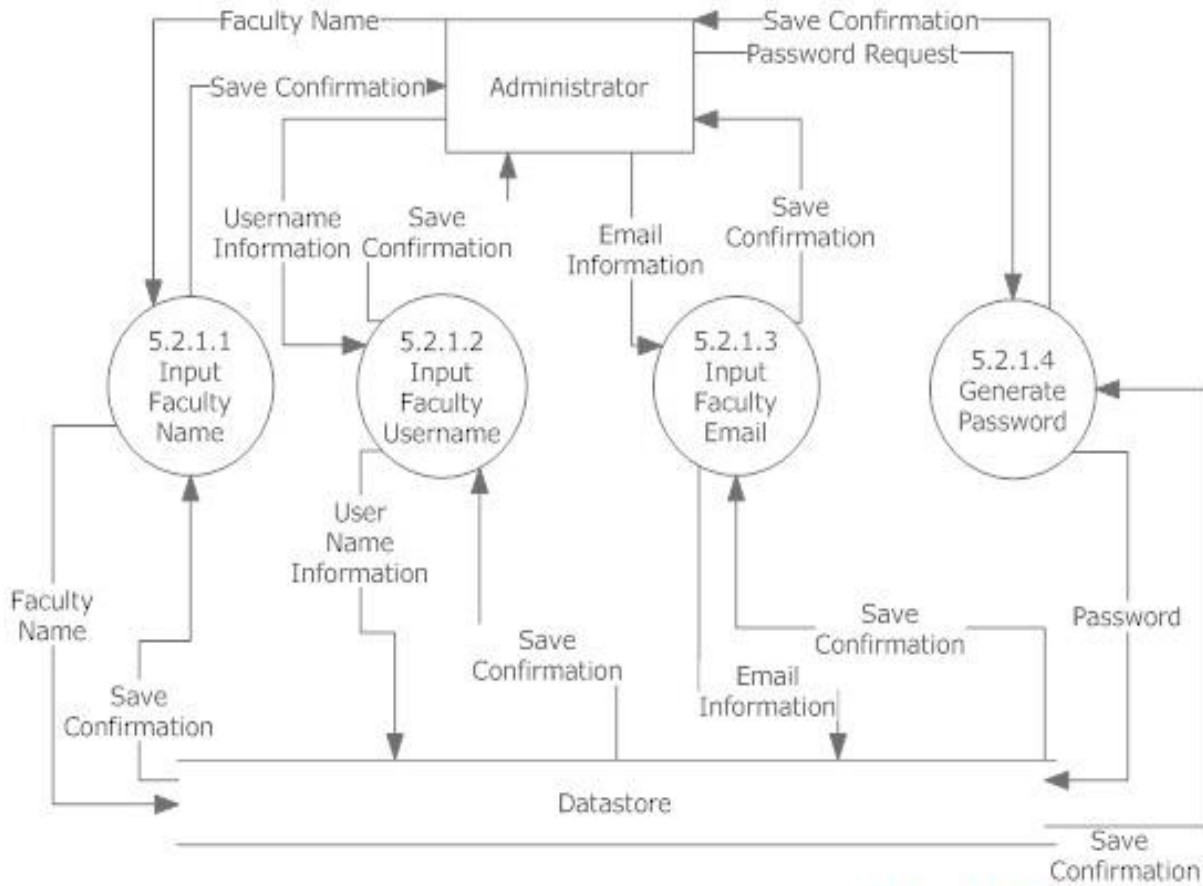 Faculty Name
Save Confirmation
Password Request
Save Confirmation
Administrator
Username
Information
Save
Confirmation
Email
Information
Save
Confirmation
5.2.1.1
Input
Faculty
Name
5.2.1.2
Input
Faculty
Username
5.2.1.3
Input
Faculty
Email
5.2.1.4
Generate
Password
User
Name
Information
Faculty
Name
Save
Confirmation
Save
Confirmation
Email
Information
Save
Confirmation
Password
Datastore
Save
Confirmation